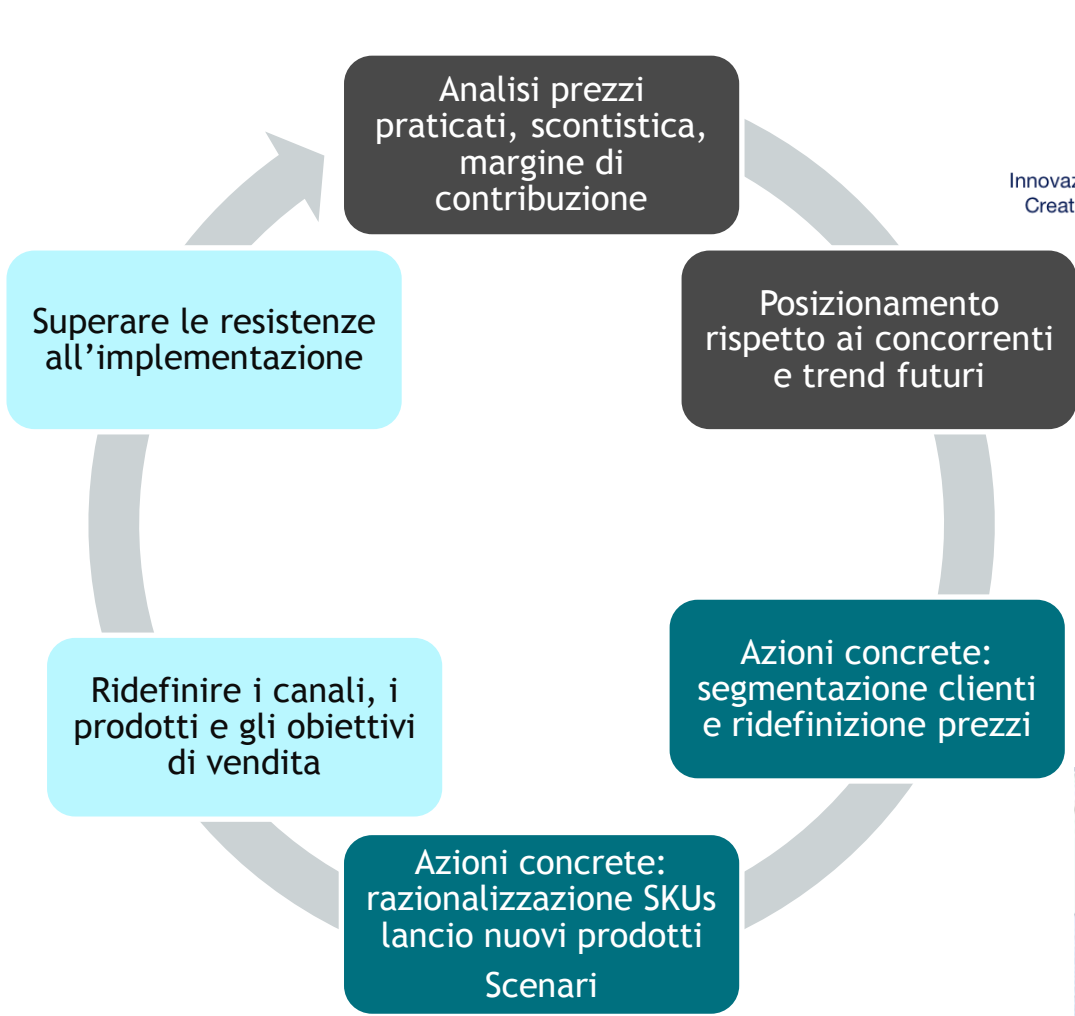 Analisi prezzi
praticati, scontistica,
margine di
contribuzione
Posizionamento
rispetto ai concorrenti
e trend futuri
Azioni concrete:
segmentazione clienti
e ridefinizione prezzi
Azioni concrete:
razionalizzazione SKUs
lancio nuovi prodotti
Scenari
Ridefinire i canali, i
prodotti e gli obiettivi
di vendita
Superare le resistenze
all’implementazione